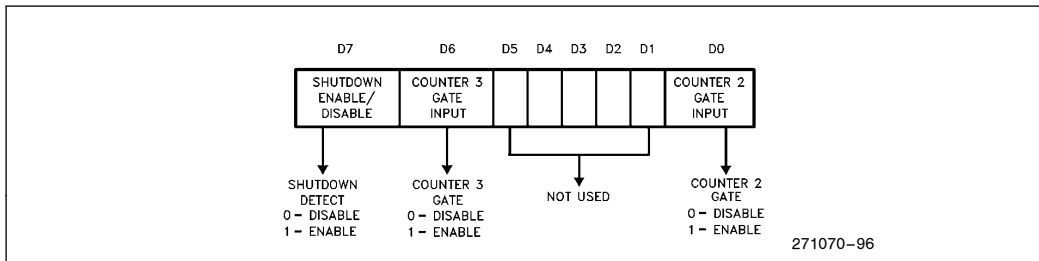 D7 D6 D5 D4 D3 D2 D1 D0
SHUTDOWN
ENABLE/
DISABLE
COUNTER 3
GATE
INPUT
COUNTER 2
GATE
INPUT
SHUTDOWN
DETECT
0 – DISABLE
1 – ENABLE
COUNTER 3
GATE
0 – DISABLE
1 – ENABLE
NOT USED
COUNTER 2
GATE
0 – DISABLE
1 – ENABLE
271070–96